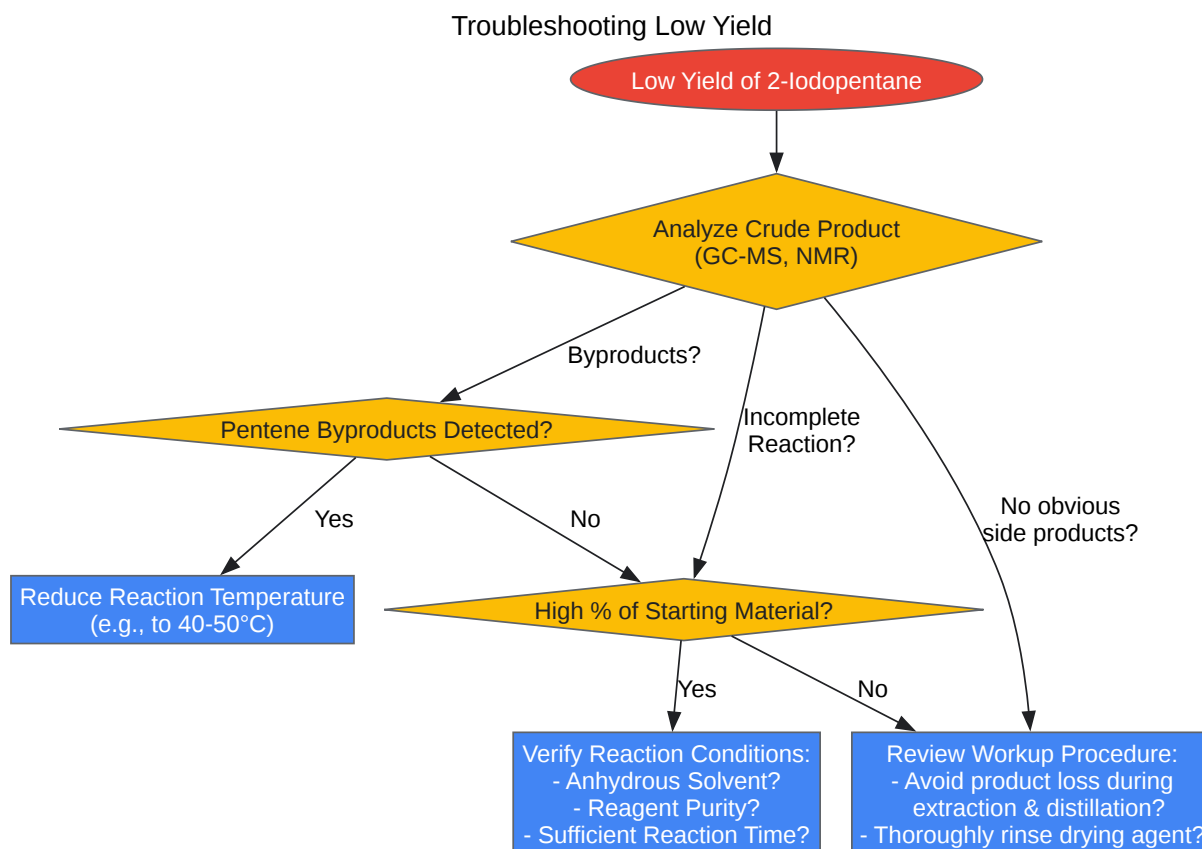 Troubleshooting Low Yield
Low Yield of 2-Iodopentane
Analyze Crude Product
(GC-MS, NMR)
Byproducts?
Incomplete
Reaction?
No obvious
side products?
Pentene Byproducts Detected?
Yes
No
Reduce Reaction Temperature
(e.g., to 40-50°C)
High % of Starting Material?
Yes
No
Verify Reaction Conditions:
- Anhydrous Solvent?
- Reagent Purity?
- Sufficient Reaction Time?
Review Workup Procedure:
- Avoid product loss during
extraction & distillation?
- Thoroughly rinse drying agent?